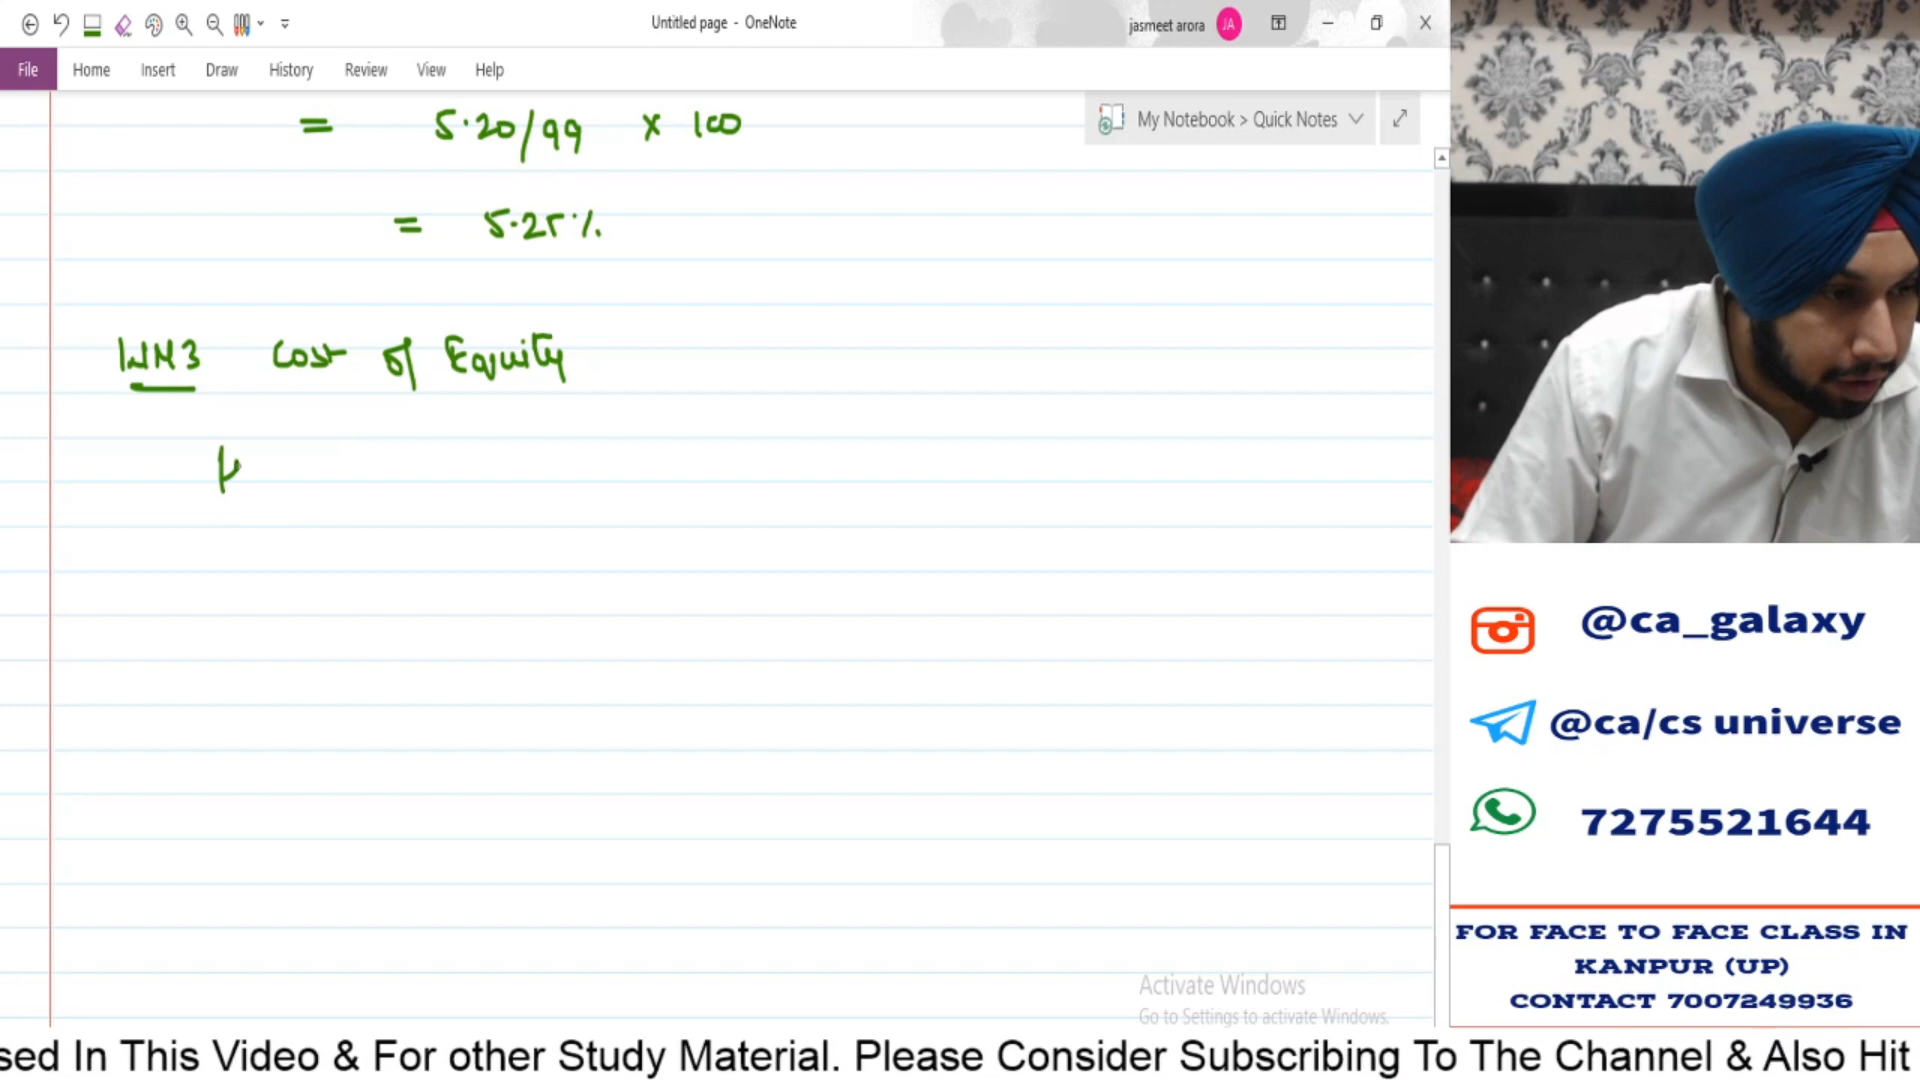 Untitled page - OneNote
jasmeet arora JA
File Home Insert Draw History Review View Help
My Notebook > Quick Notes
= 5.20/99 x 100
= 5.25%
WN3 Cost of Equity
@ca_galaxy
@ca/cs universe
7275521644
FOR FACE TO FACE CLASS IN
KANPUR (UP)
CONTACT 7007249936
Activate Windows
Go to Settings to activate Windows.
sed In This Video & For other Study Material. Please Consider Subscribing To The Channel & Also Hit